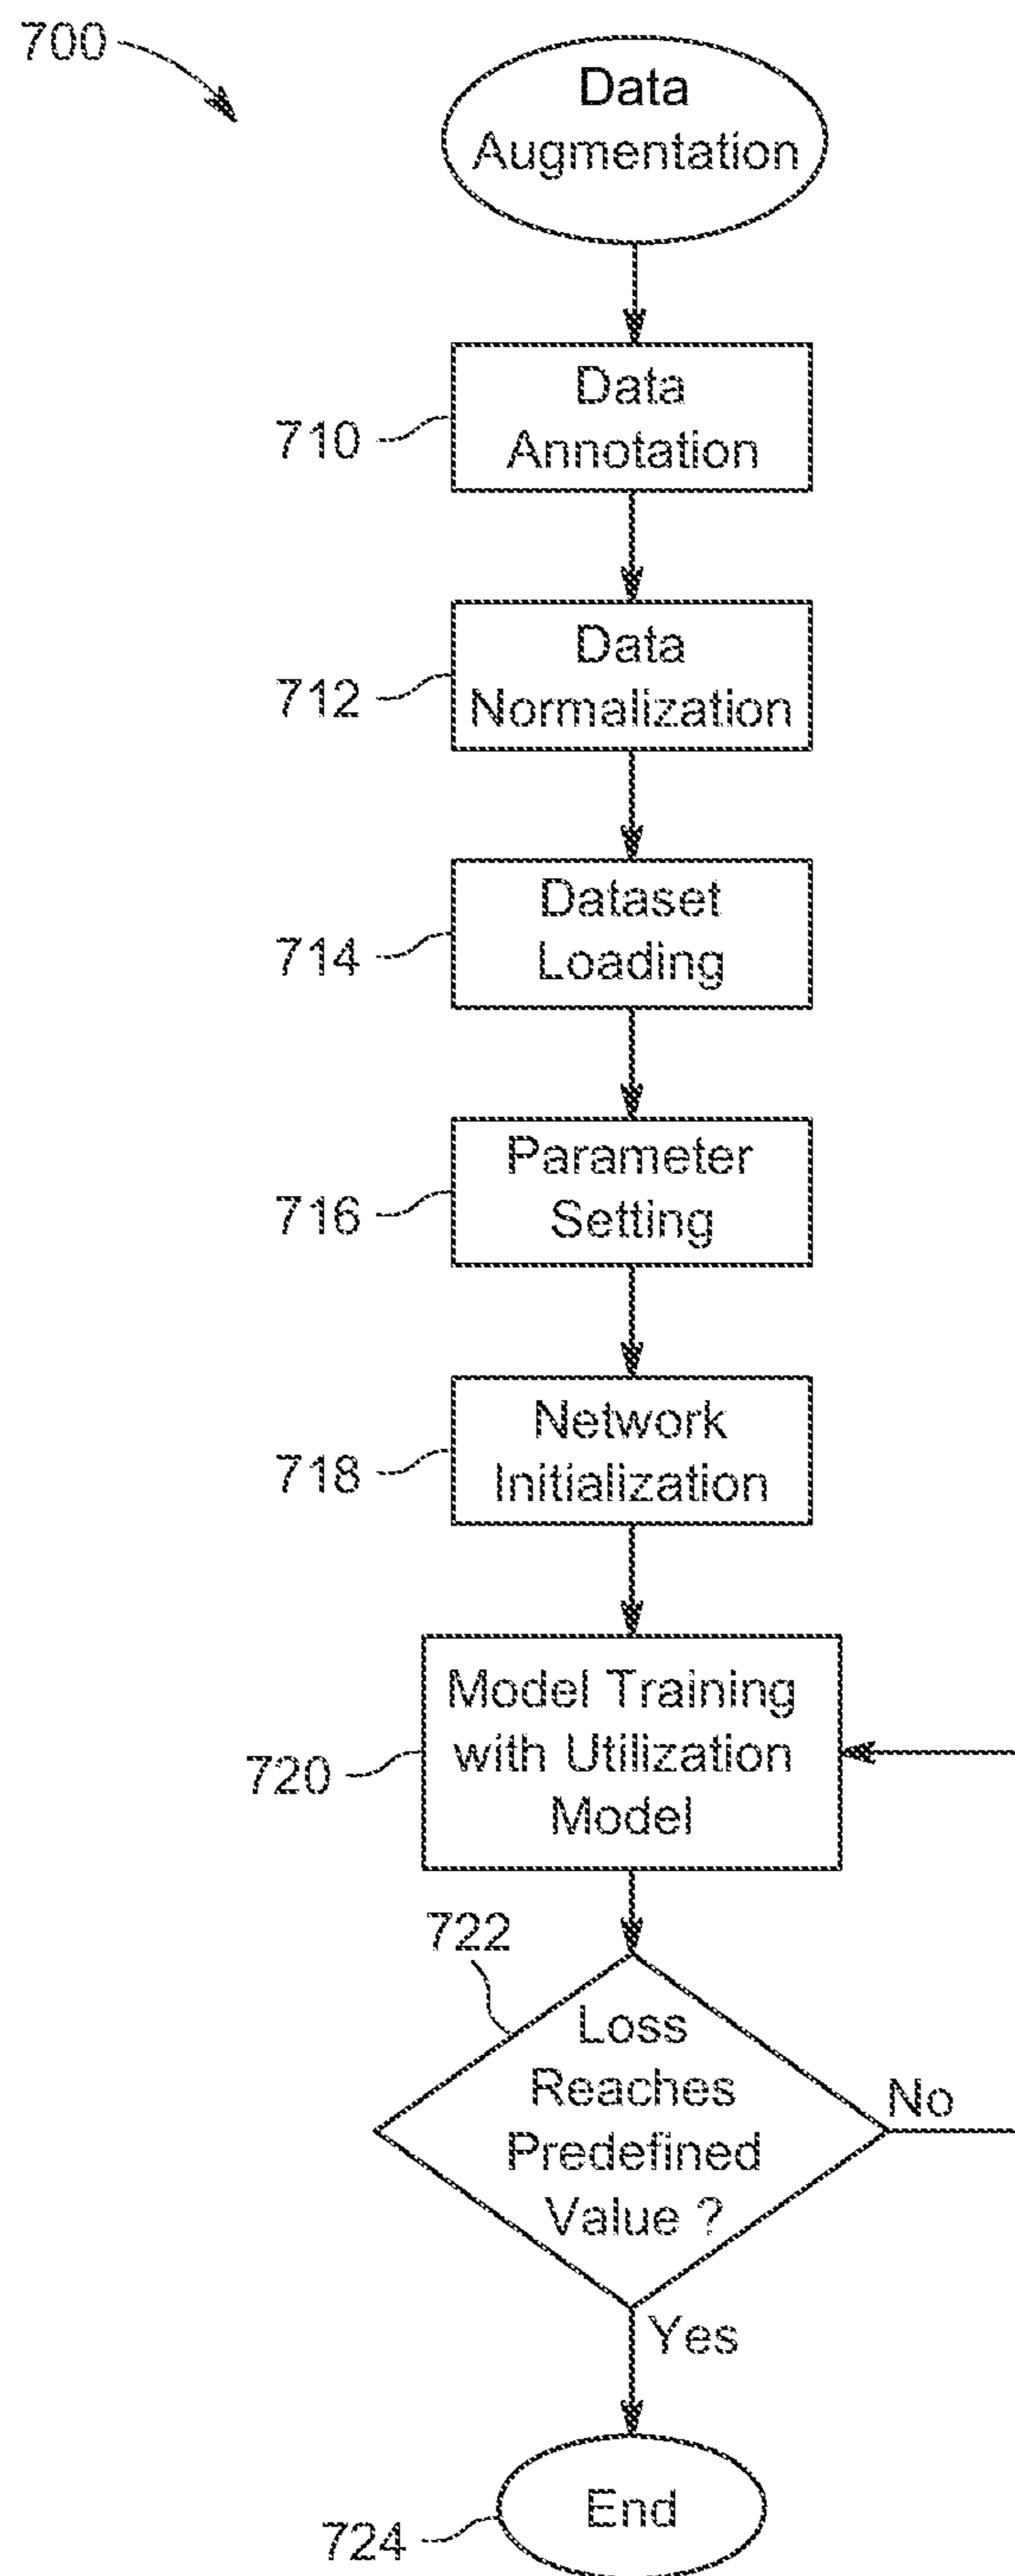 700
Data
Augmentation
710
Data
Annotation
712
Data
Normalization
714
Dataset
Loading
716
Parameter
Setting
718
Network
Initialization
720
Model Training
with Utilization
Model
722
Loss
Reaches
Predefined
Value ?
No
Yes
724
End